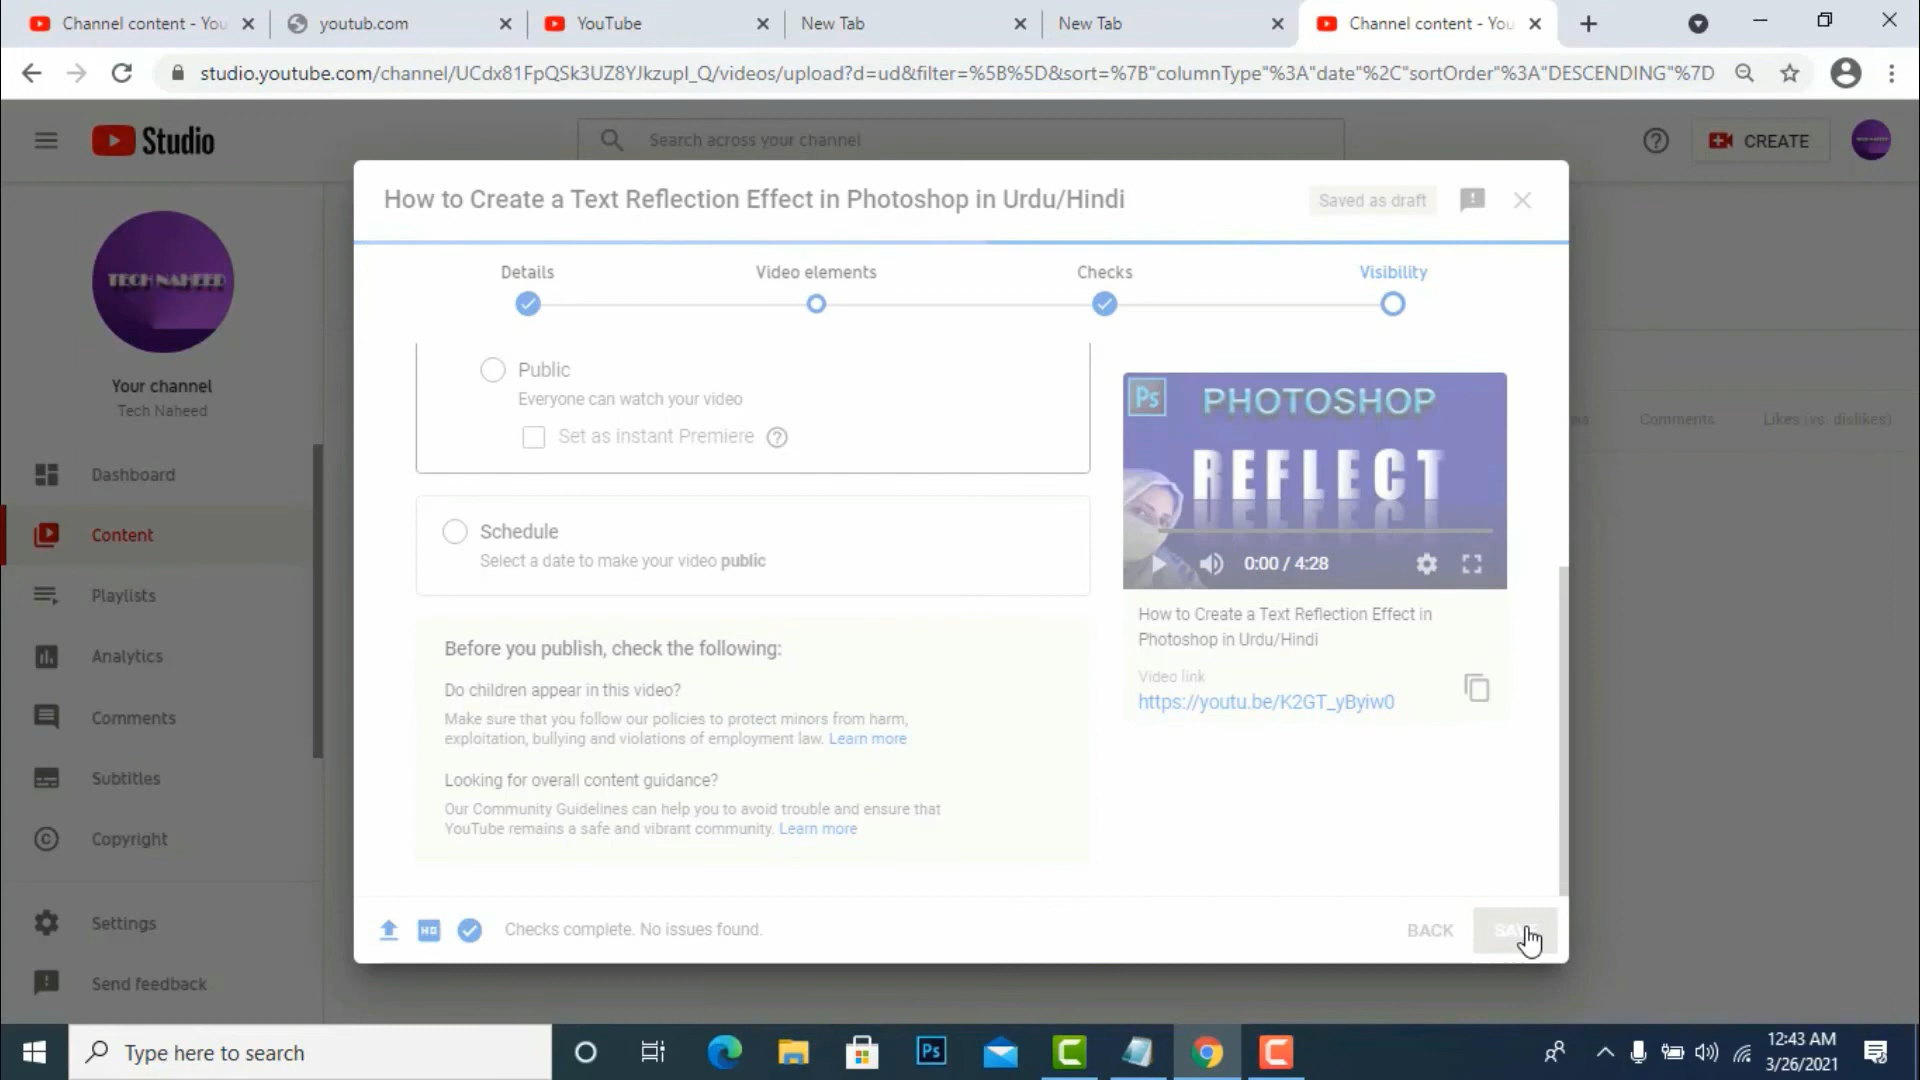 Channel content - You
youtub.com
YouTube
New Tab
New Tab
Channel content - You
studio.youtube.com/channel/UCdx81FpQSk3UZ8YJkzupl_Q/videos/upload?d=ud&filter=%5B%5D&sort=%7B"columnType"%3A"date"%2C"sortOrder"%3A"DESCENDING"%7D
Studio
Search across your channel
CREATE
How to Create a Text Reflection Effect in Photoshop in Urdu/Hindi
Saved as draft
Details
Video elements
Checks
Visibility
TECH NAHEED
Your channel
Tech Naheed
Dashboard
Content
Playlists
Analytics
Comments
Subtitles
Copyright
Settings
Send feedback
Public
Everyone can watch your video
Set as instant Premiere
Schedule
Select a date to make your video public
Before you publish, check the following:
Do children appear in this video?
Make sure that you follow our policies to protect minors from harm,
exploitation, bullying and violations of employment law. Learn more
Looking for overall content guidance?
Our Community Guidelines can help you to avoid trouble and ensure that
YouTube remains a safe and vibrant community. Learn more
Ps
PHOTOSHOP
REFLECT
0:00 / 4:28
How to Create a Text Reflection Effect in
Photoshop in Urdu/Hindi
Video link
https://youtu.be/K2GT_yByiw0
Comments
Likes (vs. dislikes)
HD
Checks complete. No issues found.
BACK
Type here to search
Ps
12:43 AM
3/26/2021